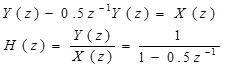 Y(z) - 0.5z⁻¹Y(z) = X(z)
H(z) = Y(z)/X(z) = 1/(1 - 0.5z⁻¹)